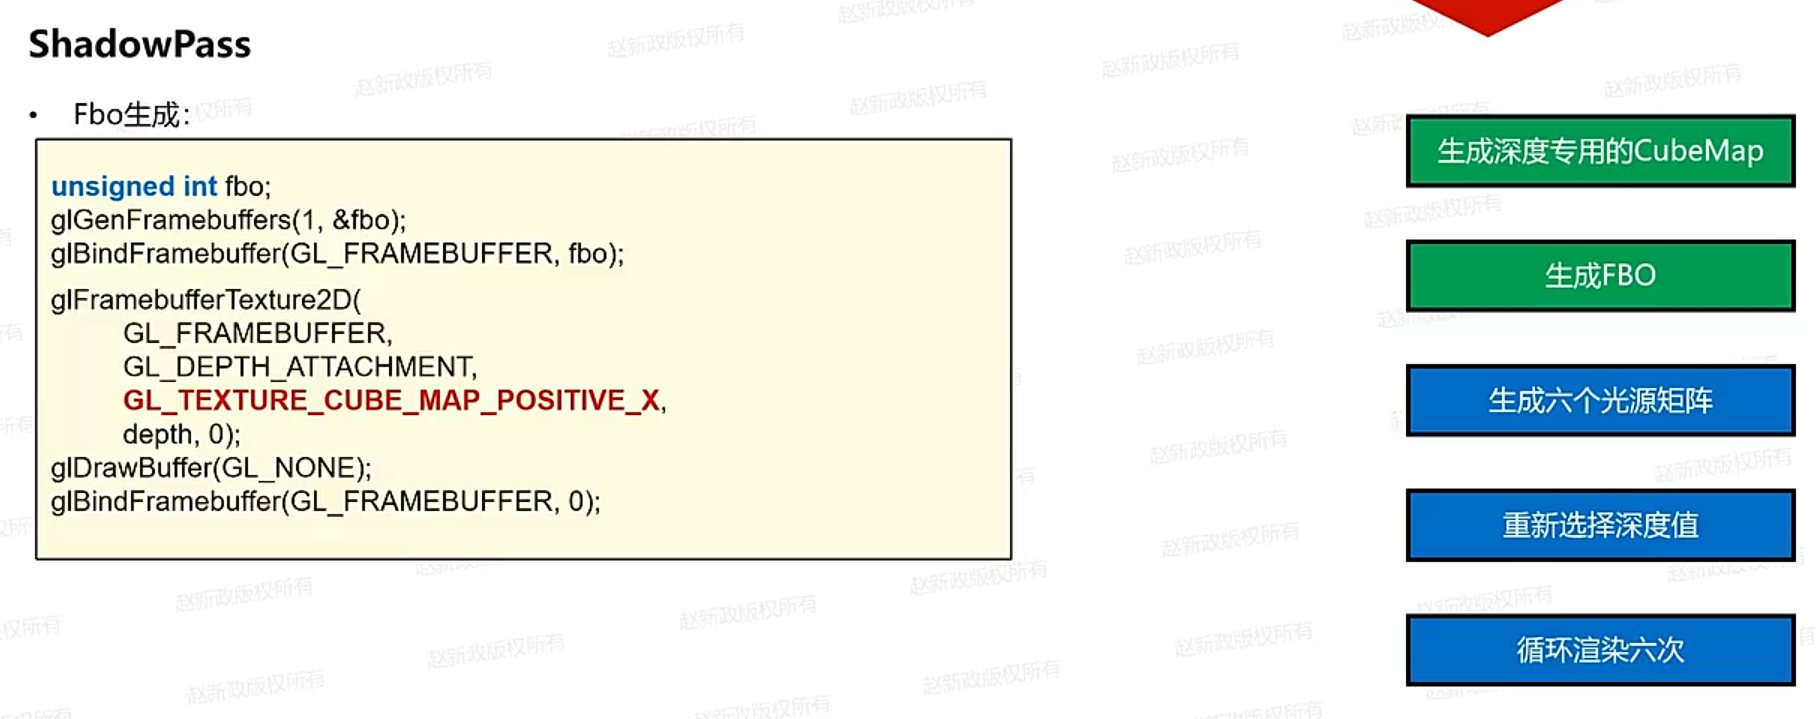 ShadowPass
• Fbo生成：
unsigned int fbo;
glGenFramebuffers(1, &fbo);
glBindFramebuffer(GL_FRAMEBUFFER, fbo);
glFramebufferTexture2D(
GL_FRAMEBUFFER,
GL_DEPTH_ATTACHMENT,
GL_TEXTURE_CUBE_MAP_POSITIVE_X,
depth, 0);
glDrawBuffer(GL_NONE);
glBindFramebuffer(GL_FRAMEBUFFER, 0);
生成深度专用的CubeMap
生成FBO
生成六个光源矩阵
重新选择深度值
循环渲染六次
赵新政版权所有